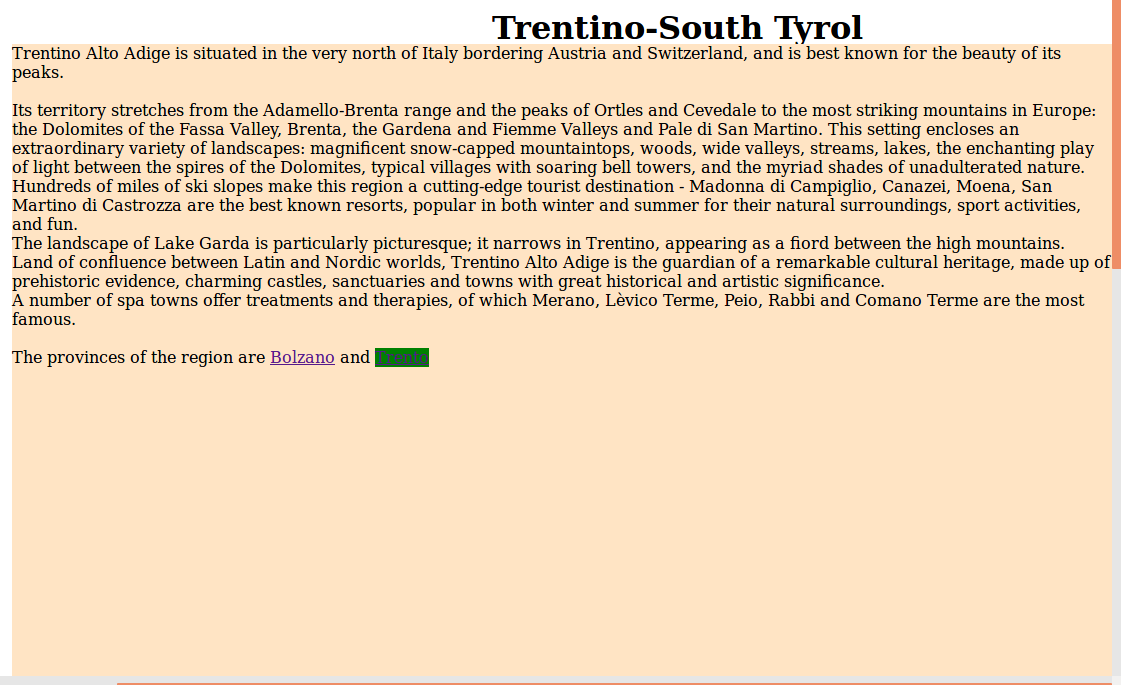 Trentino-South Tyrol
Trentino Alto Adige is situated in the very north of Italy bordering Austria and Switzerland, and is best known for the beauty of its
peaks.
Its territory stretches from the Adamello-Brenta range and the peaks of Ortles and Cevedale to the most striking mountains in Europe:
the Dolomites of the Fassa Valley, Brenta, the Gardena and Fiemme Valleys and Pale di San Martino. This setting encloses an
extraordinary variety of landscapes: magnificent snow-capped mountaintops, woods, wide valleys, streams, lakes, the enchanting play
of light between the spires of the Dolomites, typical villages with soaring bell towers, and the myriad shades of unadulterated nature.
Hundreds of miles of ski slopes make this region a cutting-edge tourist destination - Madonna di Campiglio, Canazei, Moena, San
Martino di Castrozza are the best known resorts, popular in both winter and summer for their natural surroundings, sport activities,
and fun.
The landscape of Lake Garda is particularly picturesque; it narrows in Trentino, appearing as a fiord between the high mountains.
Land of confluence between Latin and Nordic worlds, Trentino Alto Adige is the guardian of a remarkable cultural heritage, made up of
prehistoric evidence, charming castles, sanctuaries and towns with great historical and artistic significance.
A number of spa towns offer treatments and therapies, of which Merano, Lèvico Terme, Peio, Rabbi and Comano Terme are the most
famous.
The provinces of the region are Bolzano and Trento